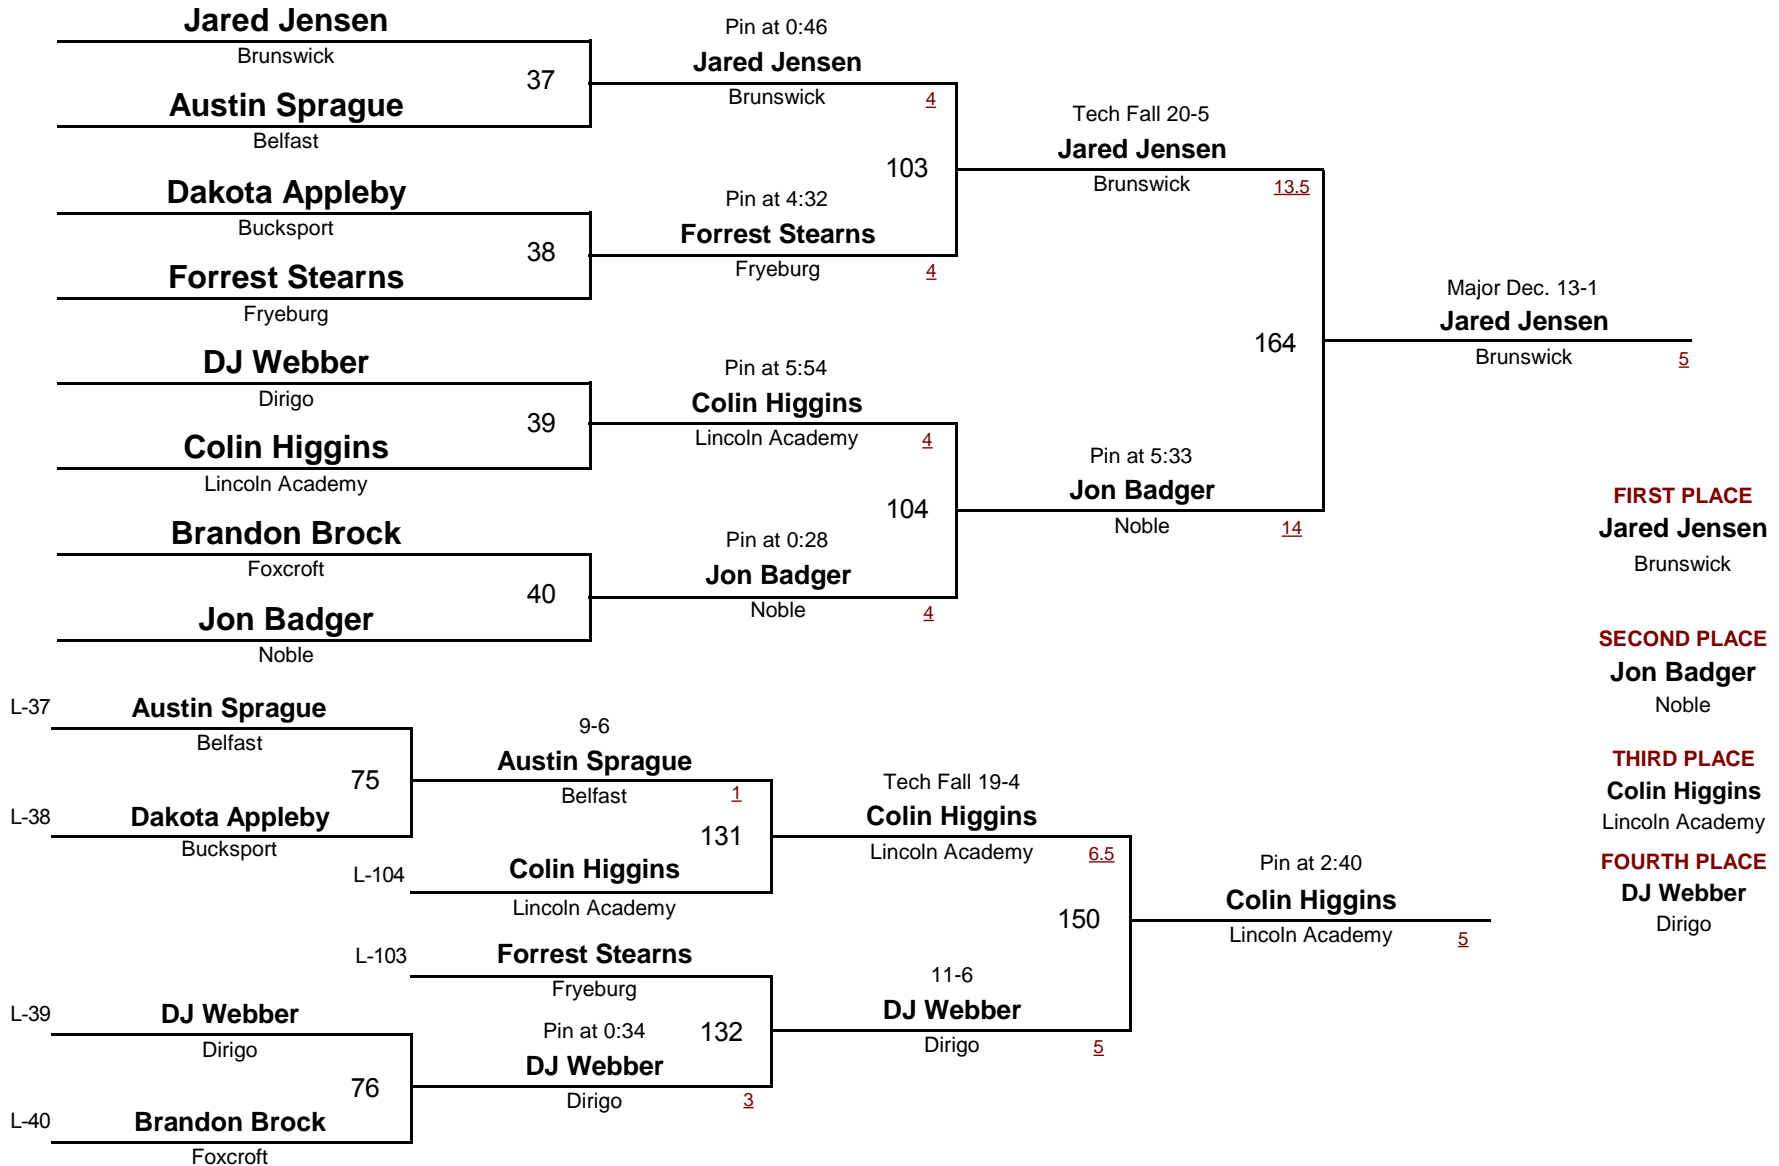 Jared Jensen
Brunswick
37
Austin Sprague
Belfast
Dakota Appleby
Bucksport
38
Forrest Stearns
Fryeburg
DJ Webber
Dirigo
39
Colin Higgins
Lincoln Academy
Brandon Brock
Foxcroft
40
Jon Badger
Noble
Pin at 0:46
Jared Jensen
Brunswick 4
103
Pin at 4:32
Forrest Stearns
Fryeburg 4
Pin at 5:54
Colin Higgins
Lincoln Academy 4
104
Pin at 0:28
Jon Badger
Noble 4
Tech Fall 20-5
Jared Jensen
Brunswick 13.5
164
Pin at 5:33
Jon Badger
Noble 14
Major Dec. 13-1
Jared Jensen
Brunswick 5
FIRST PLACE
Jared Jensen
Brunswick
SECOND PLACE
Jon Badger
Noble
THIRD PLACE
Colin Higgins
Lincoln Academy
FOURTH PLACE
DJ Webber
Dirigo
L-37 Austin Sprague
Belfast
75
L-38 Dakota Appleby
Bucksport
9-6
Austin Sprague
Belfast 1
131
L-104 Colin Higgins
Lincoln Academy
L-103 Forrest Stearns
Fryeburg
132
L-39 DJ Webber
Dirigo
76
L-40 Brandon Brock
Foxcroft
Pin at 0:34
DJ Webber
Dirigo 3
Tech Fall 19-4
Colin Higgins
Lincoln Academy 6.5
150
11-6
DJ Webber
Dirigo 5
Pin at 2:40
Colin Higgins
Lincoln Academy 5